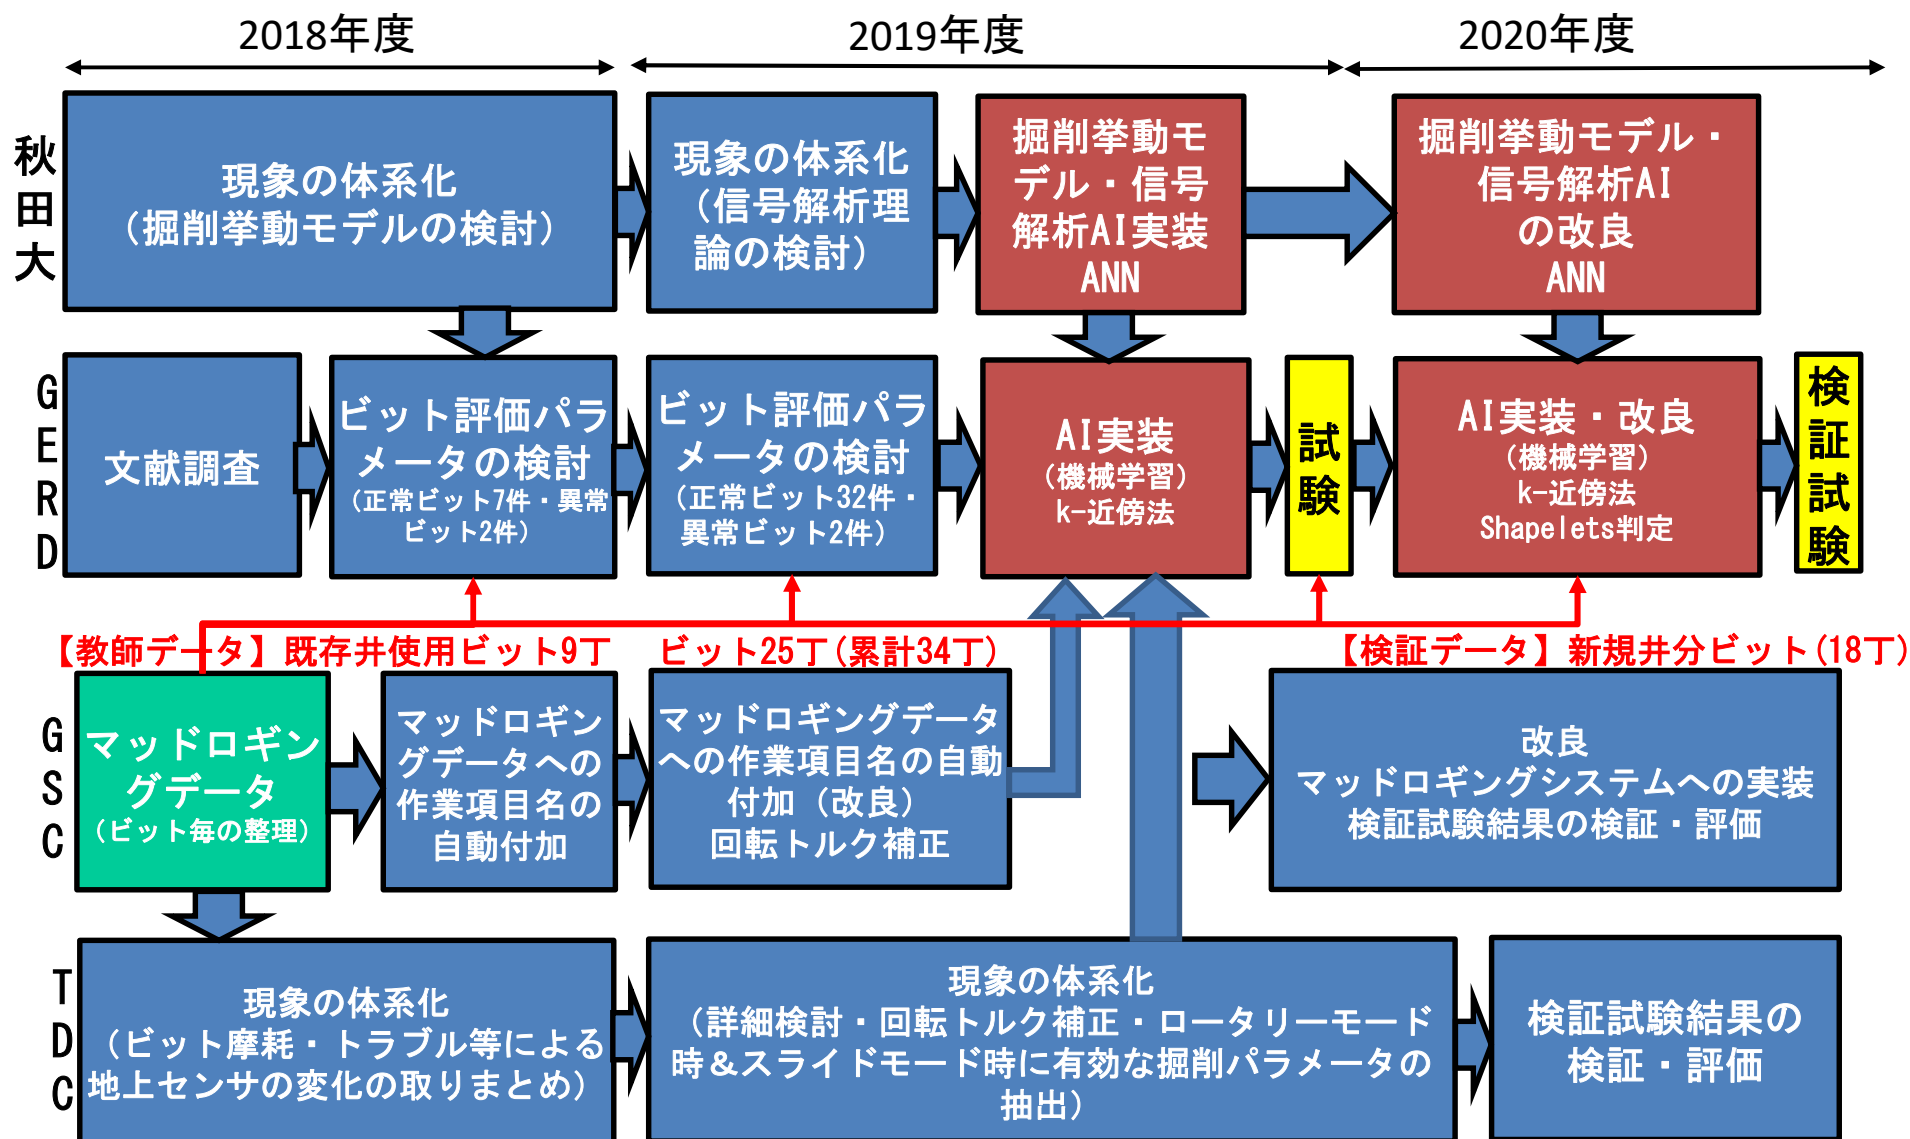 2018年度
2019年度
2020年度
秋田大
現象の体系化
（掘削挙動モデルの検討）
現象の体系化
（信号解析理
論の検討）
掘削挙動モ
デル・信号
解析AI実装
ANN
掘削挙動モデル・
信号解析AI
の改良
ANN
GERD
文献調査
ビット評価パラ
メータの検討
（正常ビット7件・異常
ビット2件）
ビット評価パラ
メータの検討
（正常ビット32件・
異常ビット2件）
AI実装
（機械学習）
k-近傍法
試験
AI実装・改良
（機械学習）
k-近傍法
Shapelets判定
検証試験
【教師データ】既存井使用ビット9丁
ビット25丁(累計34丁)
【検証データ】新規井分ビット(18丁)
GSC
マッドロギン
グデータ
（ビット毎の整理）
マッドロギン
グデータへの
作業項目名の
自動付加
マッドロギングデータ
への作業項目名の自動
付加（改良）
回転トルク補正
改良
マッドロギングシステムへの実装
検証試験結果の検証・評価
TDC
現象の体系化
（ビット摩耗・トラブル等による
地上センサの変化の取りまとめ）
現象の体系化
（詳細検討・回転トルク補正・ロータリーモード
時＆スライドモード時に有効な掘削パラメータの
抽出）
検証試験結果の
検証・評価